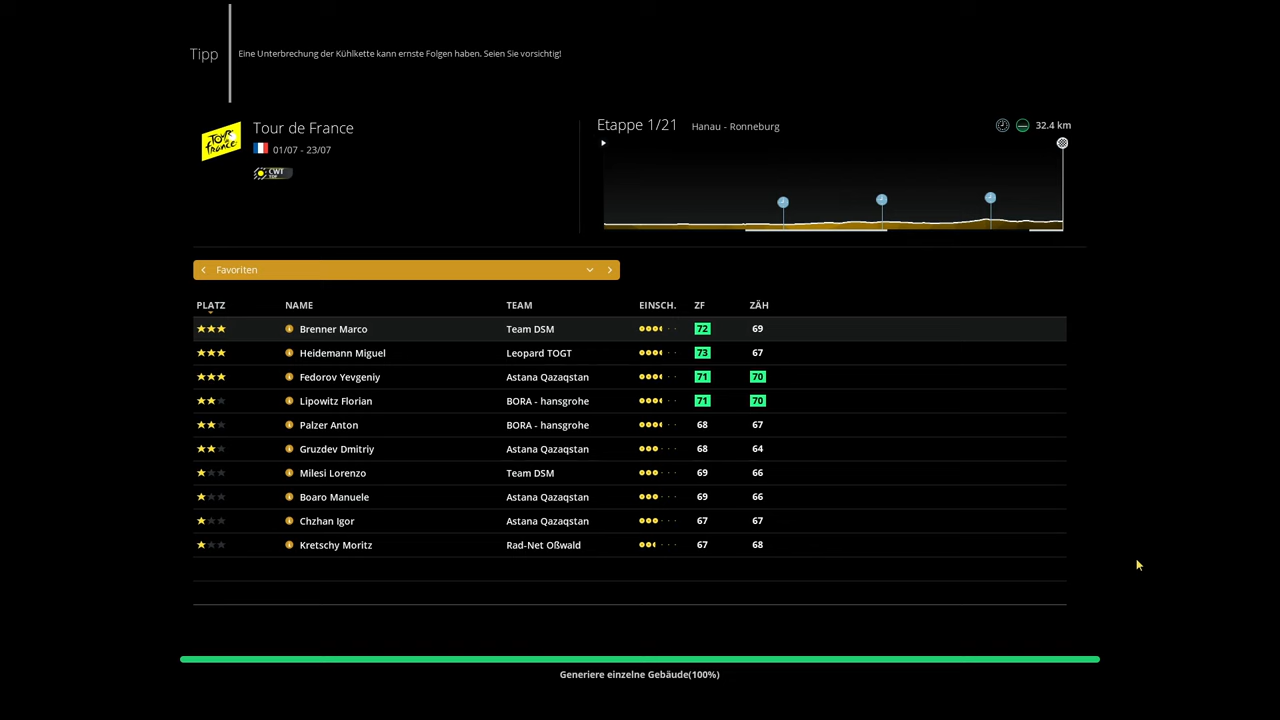 Tipp
Eine Unterbrechung der Kühlkette kann ernste Folgen haben. Seien Sie vorsichtig!
TOUR DE france
Tour de France
01/07 - 23/07
CWT
TOP
Etappe 1/21 Hanau - Ronneburg 32.4 km
Favoriten
PLATZ NAME TEAM EINSCH. ZF ZÄH
Brenner Marco Team DSM 72 69
Heidemann Miguel Leopard TOGT 73 67
Fedorov Yevgeniy Astana Qazaqstan 71 70
Lipowitz Florian BORA - hansgrohe 71 70
Palzer Anton BORA - hansgrohe 68 67
Gruzdev Dmitriy Astana Qazaqstan 68 64
Milesi Lorenzo Team DSM 69 66
Boaro Manuele Astana Qazaqstan 69 66
Chzhan Igor Astana Qazaqstan 67 67
Kretschy Moritz Rad-Net Oßwald 67 68
Generiere einzelne Gebäude(100%)